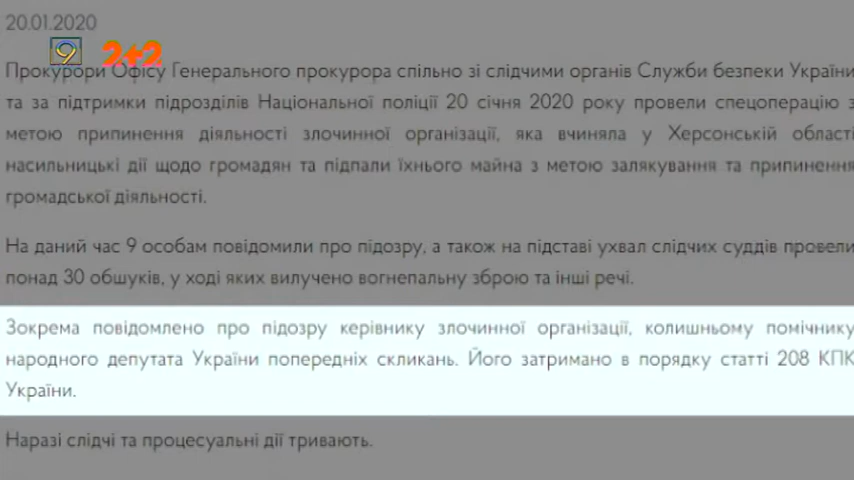 20.01.2020
9 2+2
Прокурори Офісу Генерального прокурора спільно зі слідчими органів Служби безпеки України
та за підтримки підрозділів Національної поліції 20 січня 2020 року провели спецоперацію з
метою припинення діяльності злочинної організації, яка вчиняла у Херсонській області
насильницькі дії щодо громадян та підпали їхнього майна з метою залякування та припинення
громадської діяльності.
На даний час 9 особам повідомили про підозру, а також на підставі ухвал слідчих суддів провели
понад 30 обшуків, у ході яких вилучено вогнепальну зброю та інші речі.
Зокрема повідомлено про підозру керівнику злочинної організації, колишньому помічнику
народного депутата України попередніх скликань. Його затримано в порядку статті 208 КПК
України.
Наразі слідчі та процесуальні дії тривають.